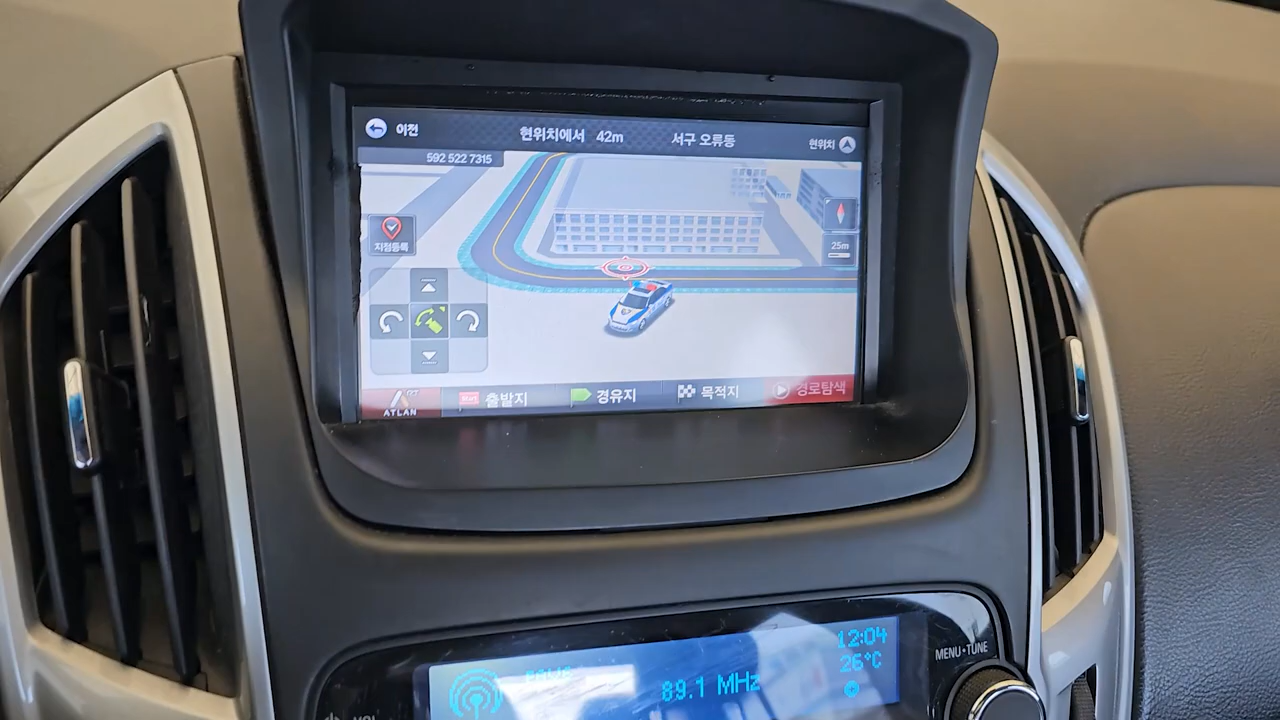 이전
현위치에서 42m 서구 오류동
현위치
592 522 7315
지점등록
25m
ATLAN
출발지
경유지
목적지
경로탐색
12:04
26°C
89.1 MHz
MENU•TUNE
VOL